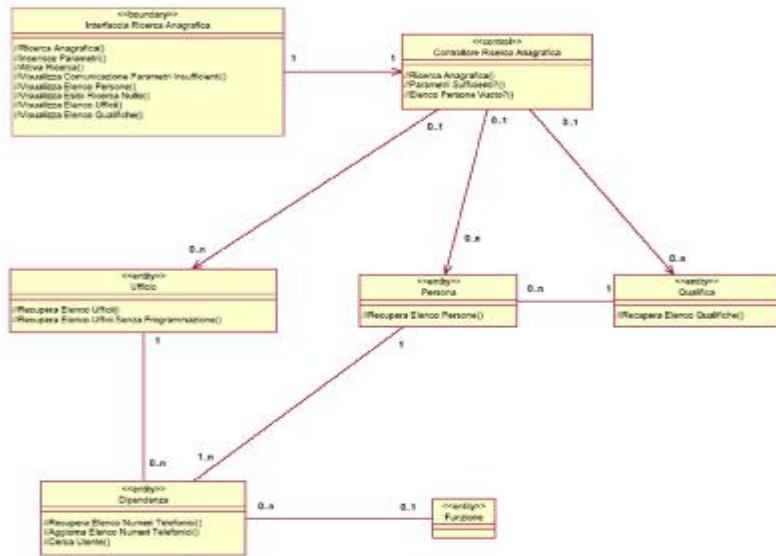 <<boundary>>
Interfaccia Ricerca Anagrafica
//Ricerca Anagrafica()
//Inserisce Parametri()
//Attiva Ricerca()
//Visualizza Comunicazione Parametri Insufficienti()
//Visualizza Elenco Persone()
//Visualizza Esito Ricerca Nullo()
//Visualizza Elenco Uffici()
//Visualizza Elenco Qualifiche()
1
1
<<control>>
Controllore Ricerca Anagrafica
//Ricerca Anagrafica()
//Parametri Sufficienti?()
//Elenco Persone Vuoto?()
0..1
0..1
0..1
0..n
0..n
0..n
<<entity>>
Ufficio
//Recupera Elenco Uffici()
//Recupera Elenco Uffici Senza Programmazione()
<<entity>>
Persona
//Recupera Elenco Persone()
0..n
1
<<entity>>
Qualifica
//Recupera Elenco Qualifiche()
1
1
0..n
1..n
<<entity>>
Dipendenza
//Recupera Elenco Numeri Telefonici()
//Aggiorna Elenco Numeri Telefonici()
//Cerca Utente()
0..n
0..1
<<entity>>
Funzione